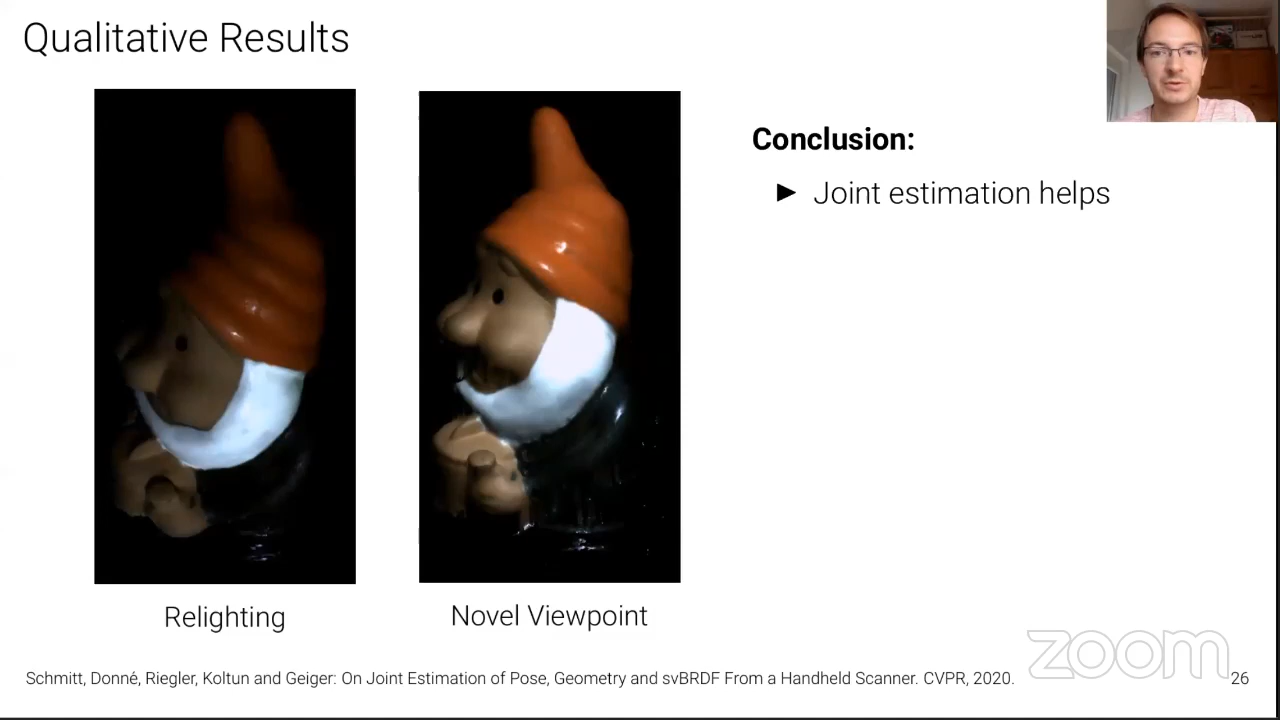 Qualitative Results
Conclusion:
► Joint estimation helps
Relighting
Novel Viewpoint
zoom
Schmitt, Donné, Riegler, Koltun and Geiger: On Joint Estimation of Pose, Geometry and svBRDF From a Handheld Scanner. CVPR, 2020.
26